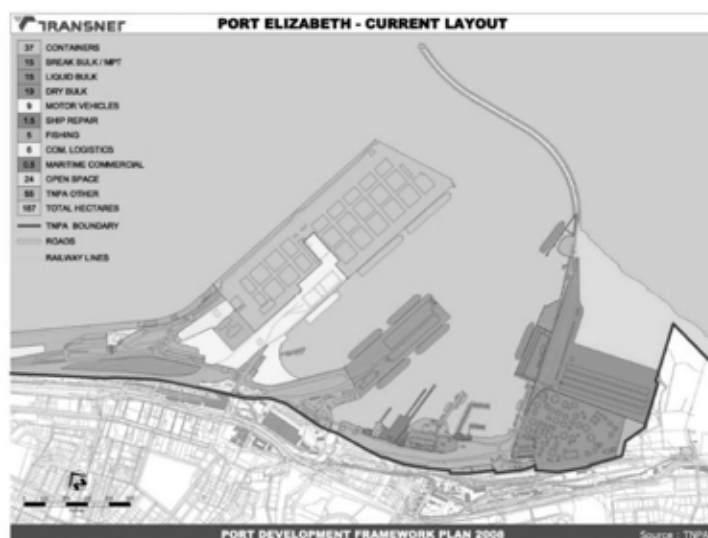 TRANSNET
PORT ELIZABETH - CURRENT LAYOUT
37 CONTAINERS
15 BREAK BULK / MPT
15 LIQUID BULK
19 DRY BULK
9 MOTOR VEHICLES
1.5 SHIP REPAIR
5 FISHING
6 COM. LOGISTICS
0.5 MARITIME COMMERCIAL
24 OPEN SPACE
55 TNPA OTHER
187 TOTAL HECTARES
TNPA BOUNDARY
ROADS
RAILWAY LINES
PORT DEVELOPMENT FRAMEWORK PLAN 2008
Source : TNPA